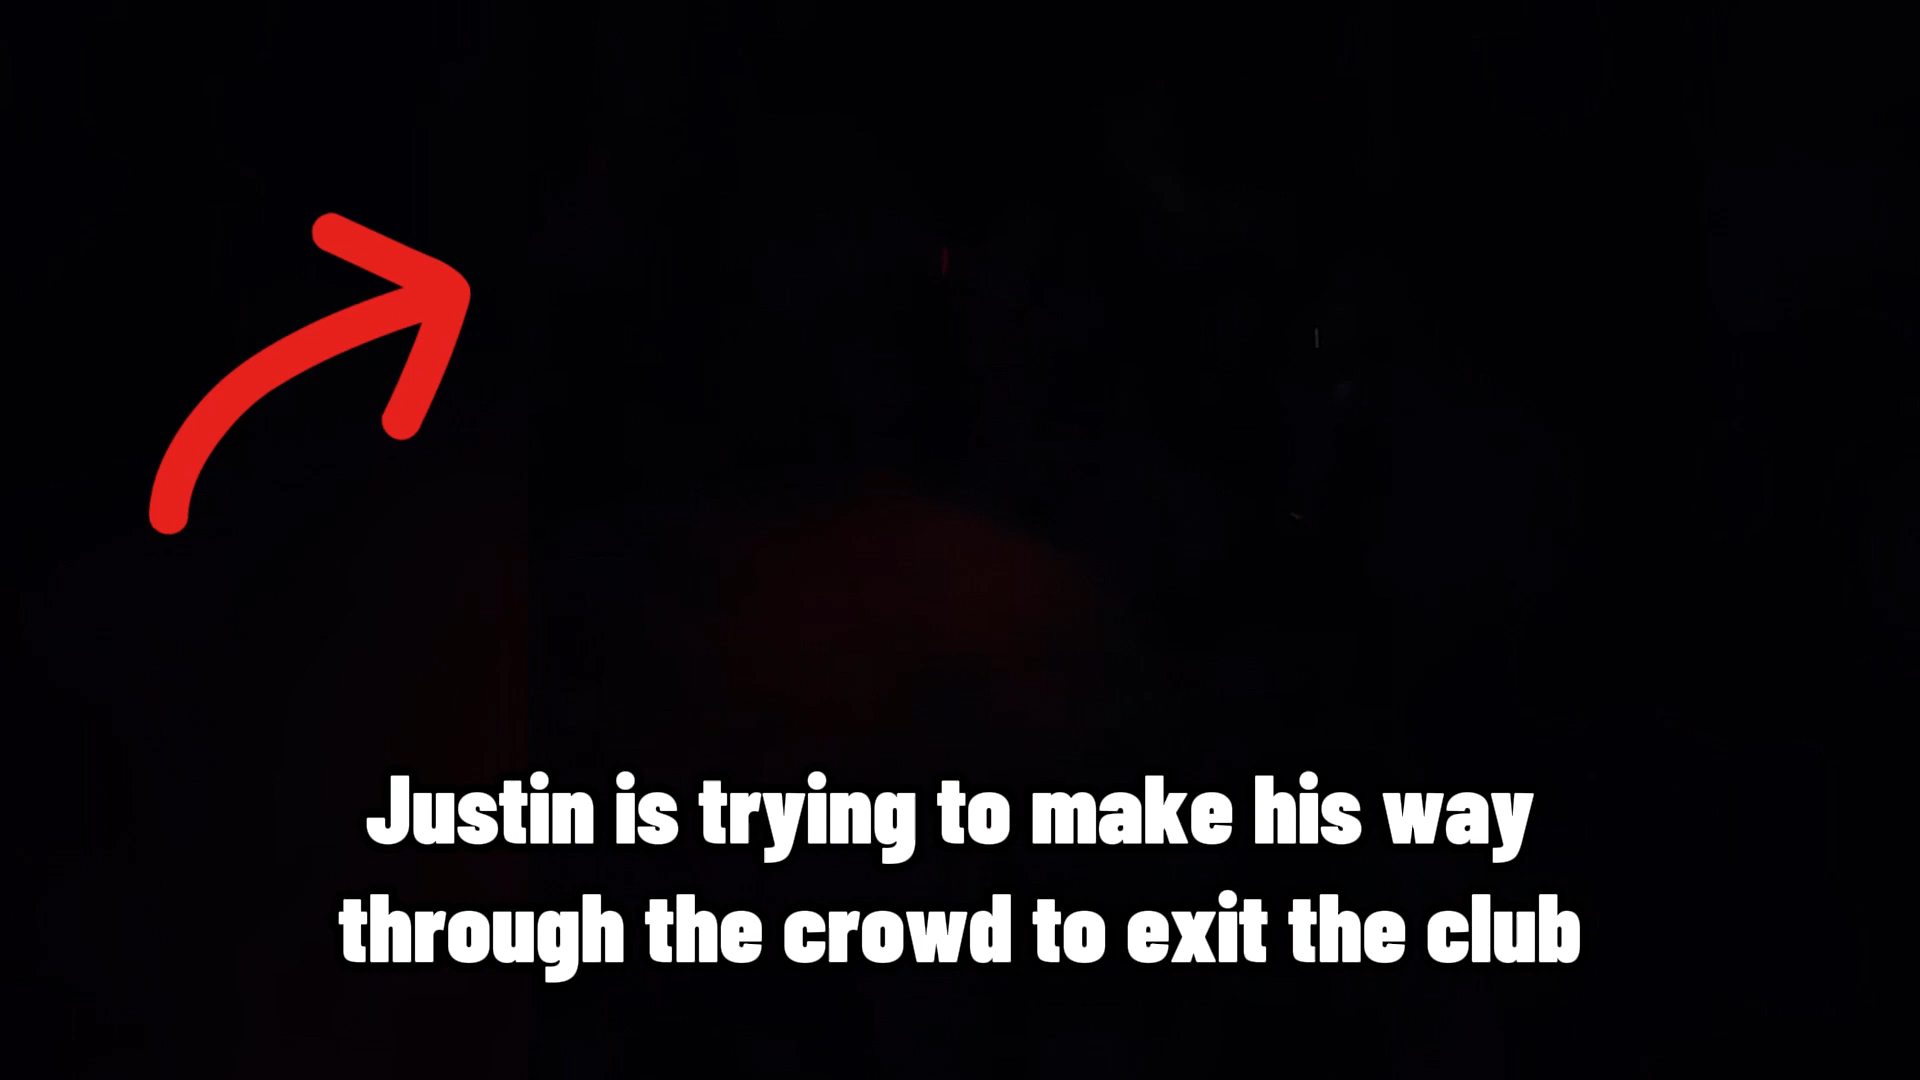 Justin is trying to make his way
through the crowd to exit the club